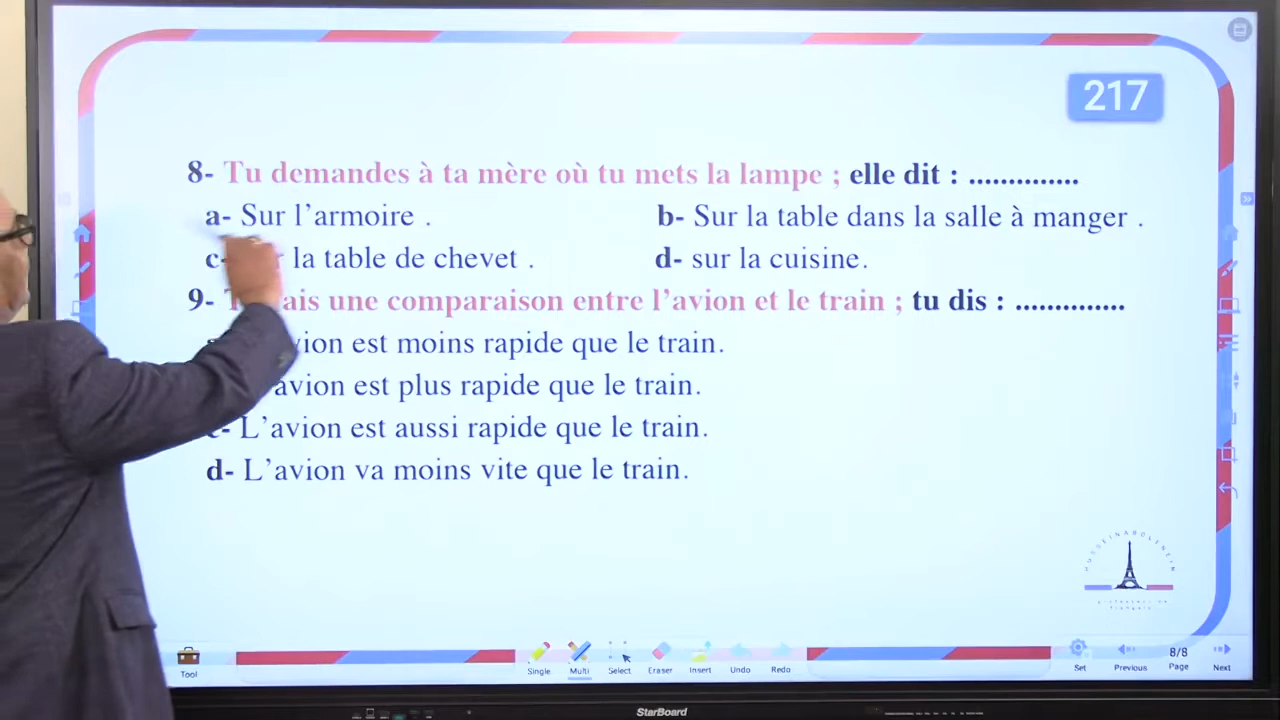 217
8- Tu demandes à ta mère où tu mets la lampe ; elle dit : ..............
a- Sur l’armoire .
b- Sur la table dans la salle à manger .
c- la table de chevet .
d- sur la cuisine.
9- une comparaison entre l’avion et le train ; tu dis : ..............
est moins rapide que le train.
avion est plus rapide que le train.
L’avion est aussi rapide que le train.
d- L’avion va moins vite que le train.
Tool
Single
Multi
Select
Eraser
Insert
Undo
Redo
Set
Previous
8/8
Page
Next
StarBoard